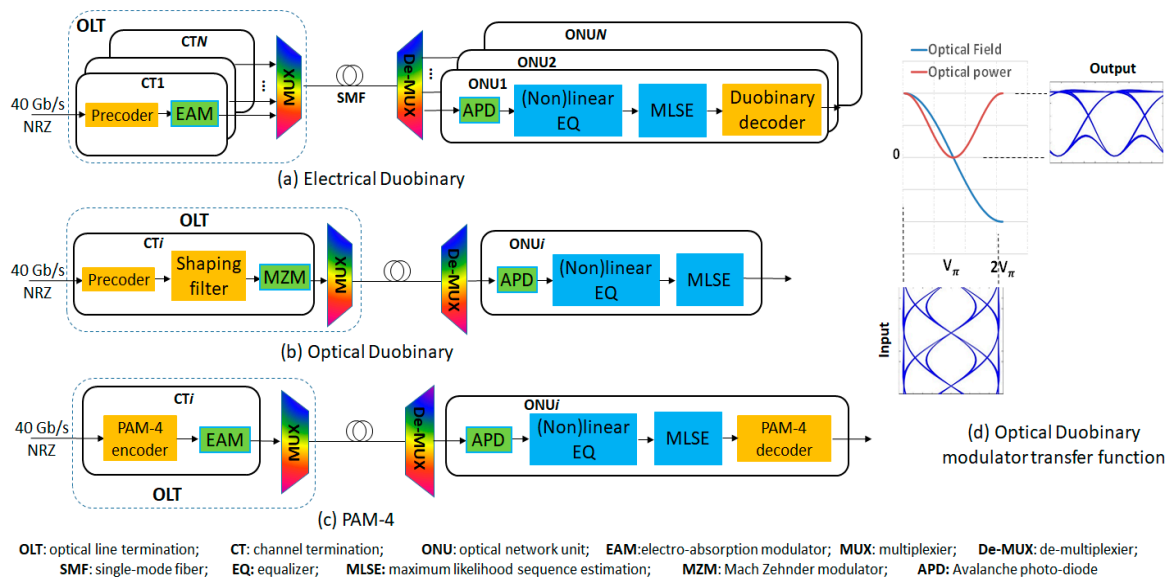 OLT
CTN
CT1
40 Gb/s
NRZ
Precoder
EAM
...
MUX
SMF
De-MUX
...
ONUN
ONU2
ONU1
APD
(Non)linear
EQ
MLSE
Duobinary
decoder
(a) Electrical Duobinary
OLT
CTi
40 Gb/s
NRZ
Precoder
Shaping
filter
MZM
MUX
De-MUX
ONUi
APD
(Non)linear
EQ
MLSE
(b) Optical Duobinary
CTi
40 Gb/s
NRZ
PAM-4
encoder
EAM
MUX
OLT
De-MUX
ONUi
APD
(Non)linear
EQ
MLSE
PAM-4
decoder
(c) PAM-4
Optical Field
Optical power
Output
0
Vπ
2Vπ
Input
(d) Optical Duobinary
modulator transfer function
OLT: optical line termination; CT: channel termination; ONU: optical network unit; EAM:electro-absorption modulator; MUX: multiplexier; De-MUX: de-multiplexier;
SMF: single-mode fiber; EQ: equalizer; MLSE: maximum likelihood sequence estimation; MZM: Mach Zehnder modulator; APD: Avalanche photo-diode